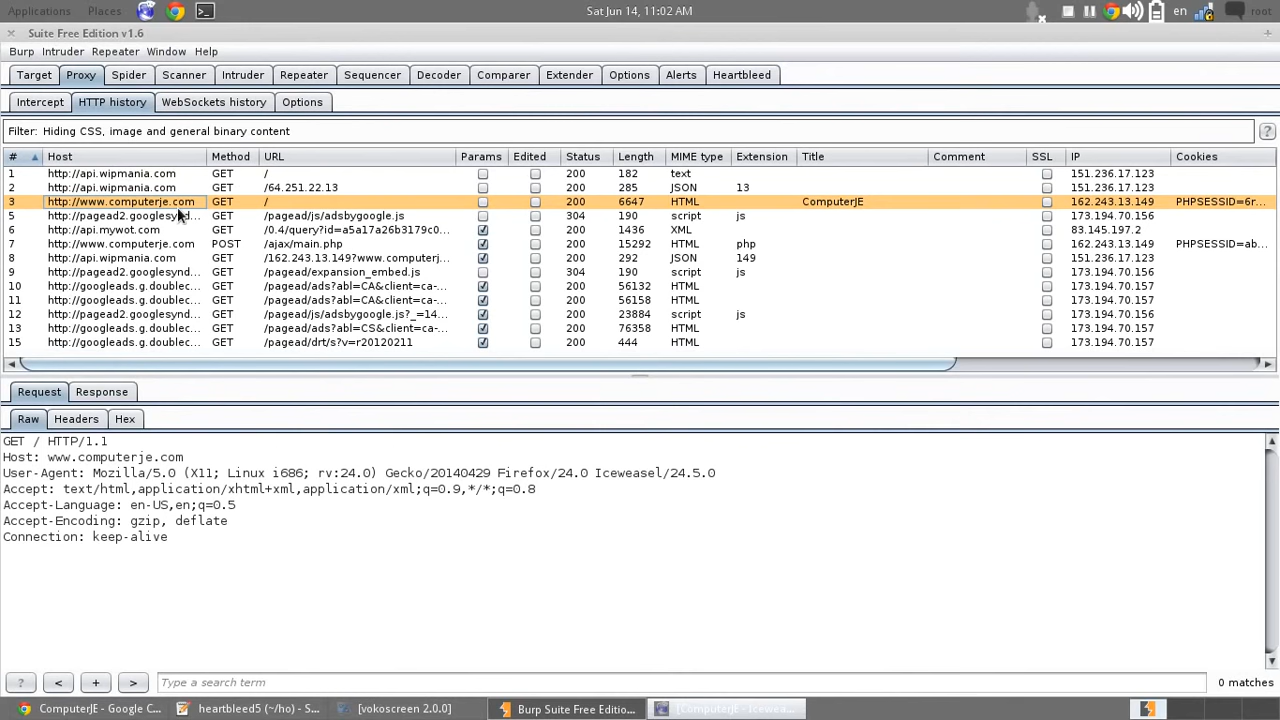 Applications Places Sat Jun 14, 11:02 AM en root
Suite Free Edition v1.6
Burp Intruder Repeater Window Help
Target Proxy Spider Scanner Intruder Repeater Sequencer Decoder Comparer Extender Options Alerts Heartbleed
Intercept HTTP history WebSockets history Options
Filter: Hiding CSS, image and general binary content ?
# Host Method URL Params Edited Status Length MIME type Extension Title Comment SSL IP Cookies
1 http://api.wipmania.com GET / 200 182 text 151.236.17.123
2 http://api.wipmania.com GET /64.251.22.13 200 285 JSON 13 151.236.17.123
3 http://www.computerje.com GET / 200 6647 HTML ComputerJE 162.243.13.149 PHPSESSID=6r...
5 http://pagead2.googlesynd... GET /pagead/js/adsbygoogle.js 304 190 script js 173.194.70.156
6 http://api.mywot.com GET /0.4/query?id=a5a17a26b3179c0... 200 1436 XML 83.145.197.2
7 http://www.computerje.com POST /ajax/main.php 200 15292 HTML php 162.243.13.149 PHPSESSID=ab...
8 http://api.wipmania.com GET /162.243.13.149?www.computerj... 200 292 JSON 149 151.236.17.123
9 http://pagead2.googlesynd... GET /pagead/expansion_embed.js 304 190 script js 173.194.70.156
10 http://googleads.g.doublec... GET /pagead/ads?abl=CA&client=ca-... 200 56132 HTML 173.194.70.157
11 http://googleads.g.doublec... GET /pagead/ads?abl=CA&client=ca-... 200 56158 HTML 173.194.70.157
12 http://pagead2.googlesynd... GET /pagead/js/adsbygoogle.js?_=14... 200 23884 script js 173.194.70.156
13 http://googleads.g.doublec... GET /pagead/ads?abl=CS&client=ca-... 200 76358 HTML 173.194.70.157
15 http://googleads.g.doublec... GET /pagead/drt/s?v=r20120211 200 444 HTML 173.194.70.157
Request Response
Raw Headers Hex
GET / HTTP/1.1
Host: www.computerje.com
User-Agent: Mozilla/5.0 (X11; Linux i686; rv:24.0) Gecko/20140429 Firefox/24.0 Iceweasel/24.5.0
Accept: text/html,application/xhtml+xml,application/xml;q=0.9,*/*;q=0.8
Accept-Language: en-US,en;q=0.5
Accept-Encoding: gzip, deflate
Connection: keep-alive
? < + > Type a search term 0 matches
ComputerJE - Google C... heartbleed5 (~/ho) - S... [vokoscreen 2.0.0] Burp Suite Free Editio... [ComputerJE - Icewea...